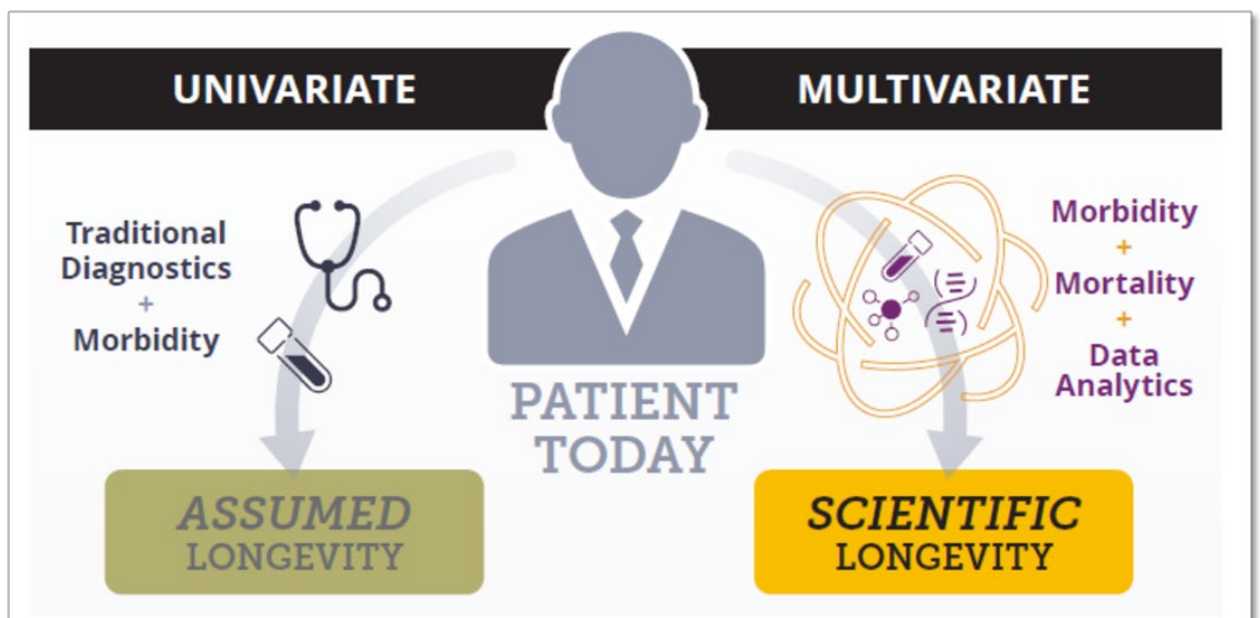 UNIVARIATE
MULTIVARIATE
Traditional
Diagnostics
+
Morbidity
PATIENT
TODAY
Morbidity
+
Mortality
+
Data
Analytics
ASSUMED
LONGEVITY
SCIENTIFIC
LONGEVITY